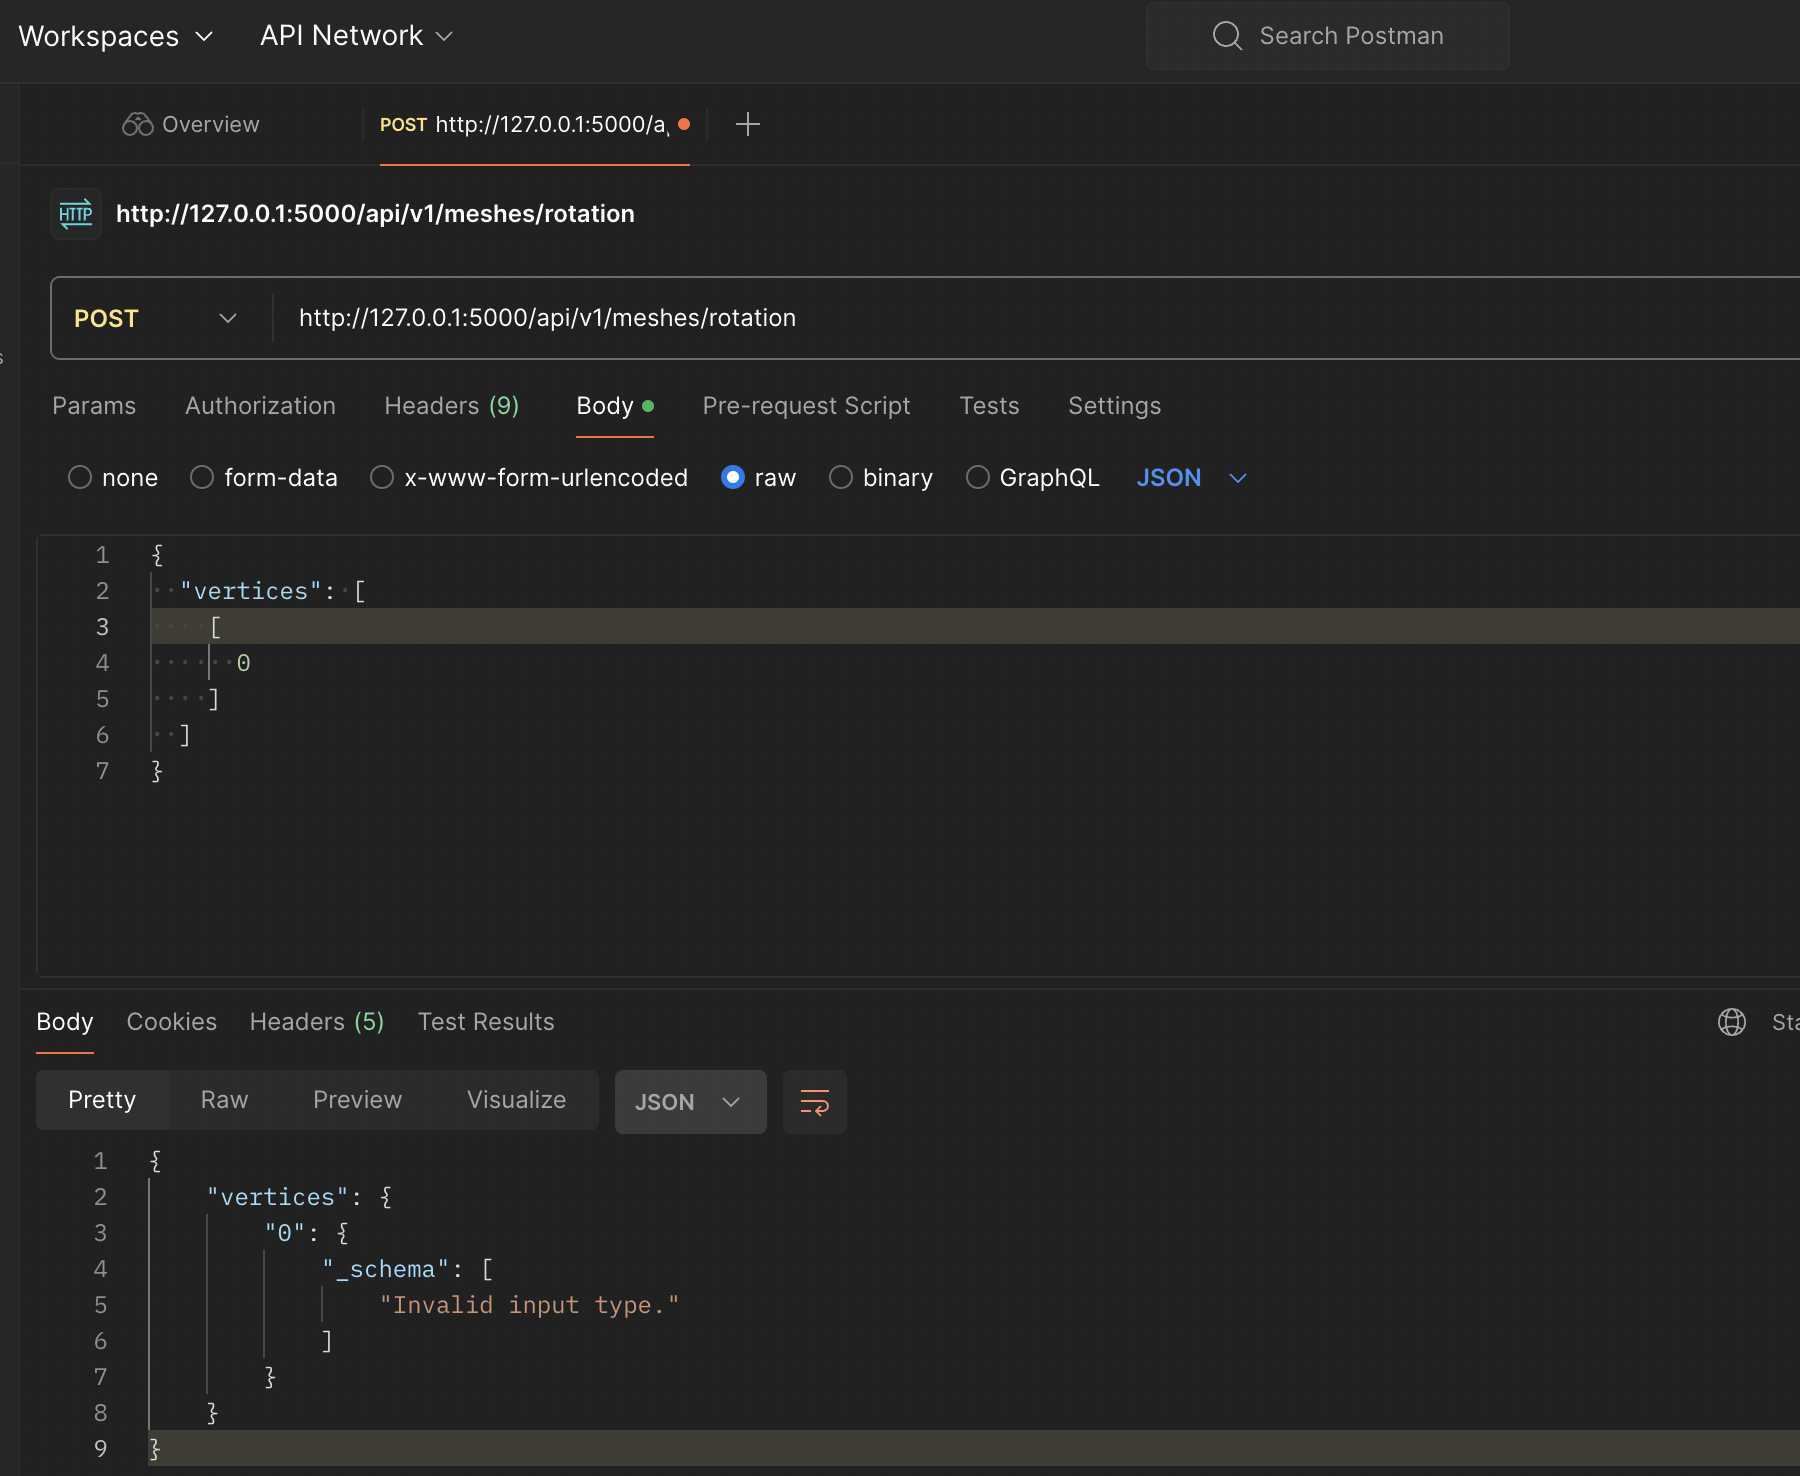 Workspaces API Network Search Postman
Overview POST http://127.0.0.1:5000/a
http://127.0.0.1:5000/api/v1/meshes/rotation
POST http://127.0.0.1:5000/api/v1/meshes/rotation
Params Authorization Headers (9) Body Pre-request Script Tests Settings
none form-data x-www-form-urlencoded raw binary GraphQL JSON
1 {
2 "vertices": [
3 [
4 0
5 ]
6 ]
7 }
Body Cookies Headers (5) Test Results
Pretty Raw Preview Visualize JSON
1 {
2 "vertices": {
3 "0": {
4 "_schema": [
5 "Invalid input type."
6 ]
7 }
8 }
9 }